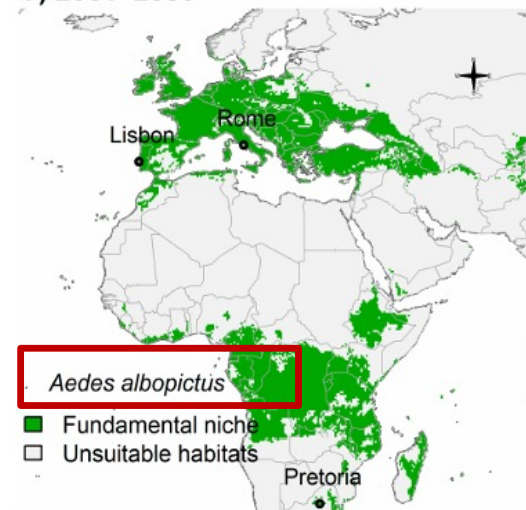 Rome
Lisbon
Aedes albopictus
Fundamental niche
Unsuitable habitats
Pretoria